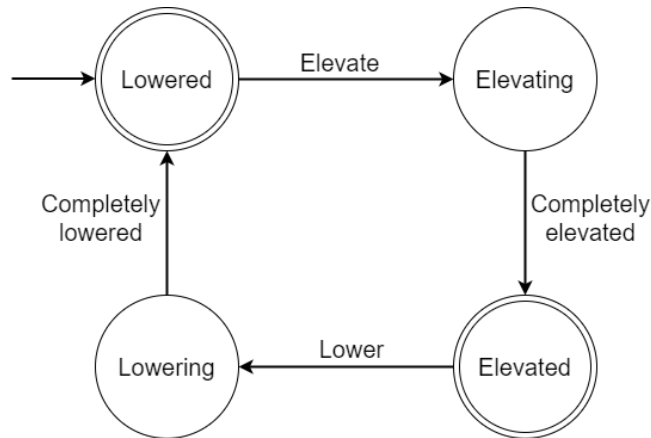 Elevate
Lowered
Elevating
Completely
lowered
Completely
elevated
Lower
Lowering
Elevated